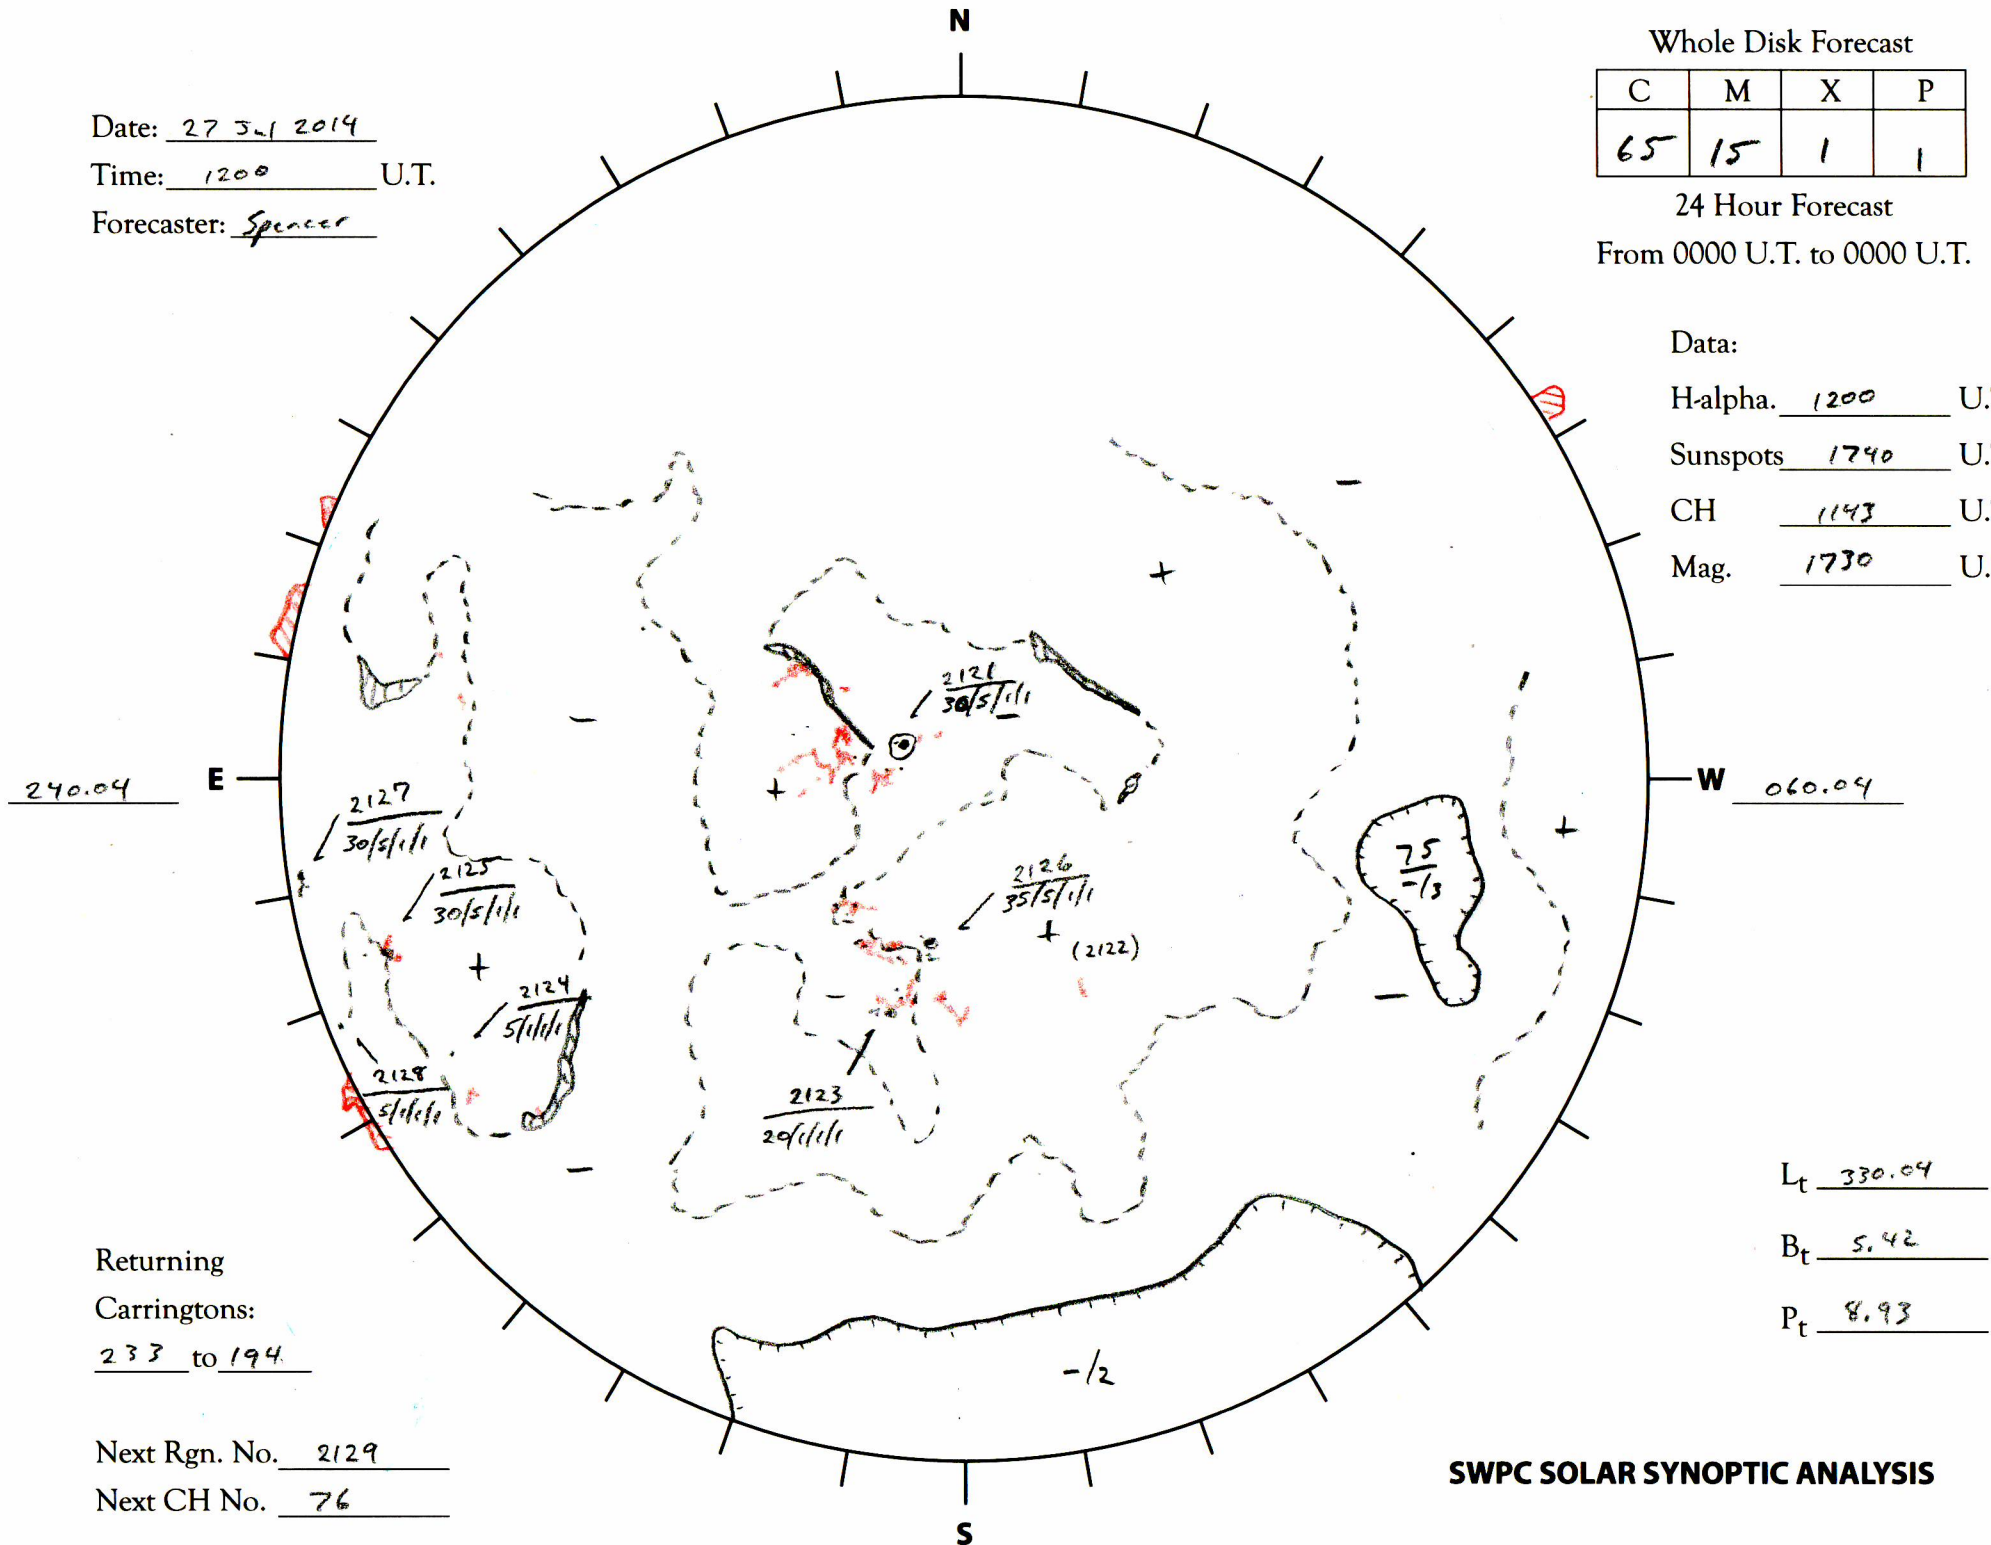 N
Whole Disk Forecast
C M X P
65 15 1 1
24 Hour Forecast
From 0000 U.T. to 0000 U.T.
Date: 27 Jul 2014
Time: 1200 U.T.
Forecaster: Spencer
Data:
H-alpha. 1200 U.
Sunspots 1740 U.
CH 1143 U.
Mag. 1730 U.
-
+
2121
30/5/1/1
-
-
+
E
W
240.04
060.04
2127
30/5/1/1
+
75
-/3
2125
30/5/1/1
2126
35/5/1/1
+
(2122)
+
-
-
2124
5/1/1/1
2128
5/1/1/1
2123
20/1/1/1
-
Lt 330.04
Bt 5.42
Pt 8.93
Returning
Carringtons:
233 to 194
-/2
Next Rgn. No. 2129
Next CH No. 76
SWPC SOLAR SYNOPTIC ANALYSIS
S